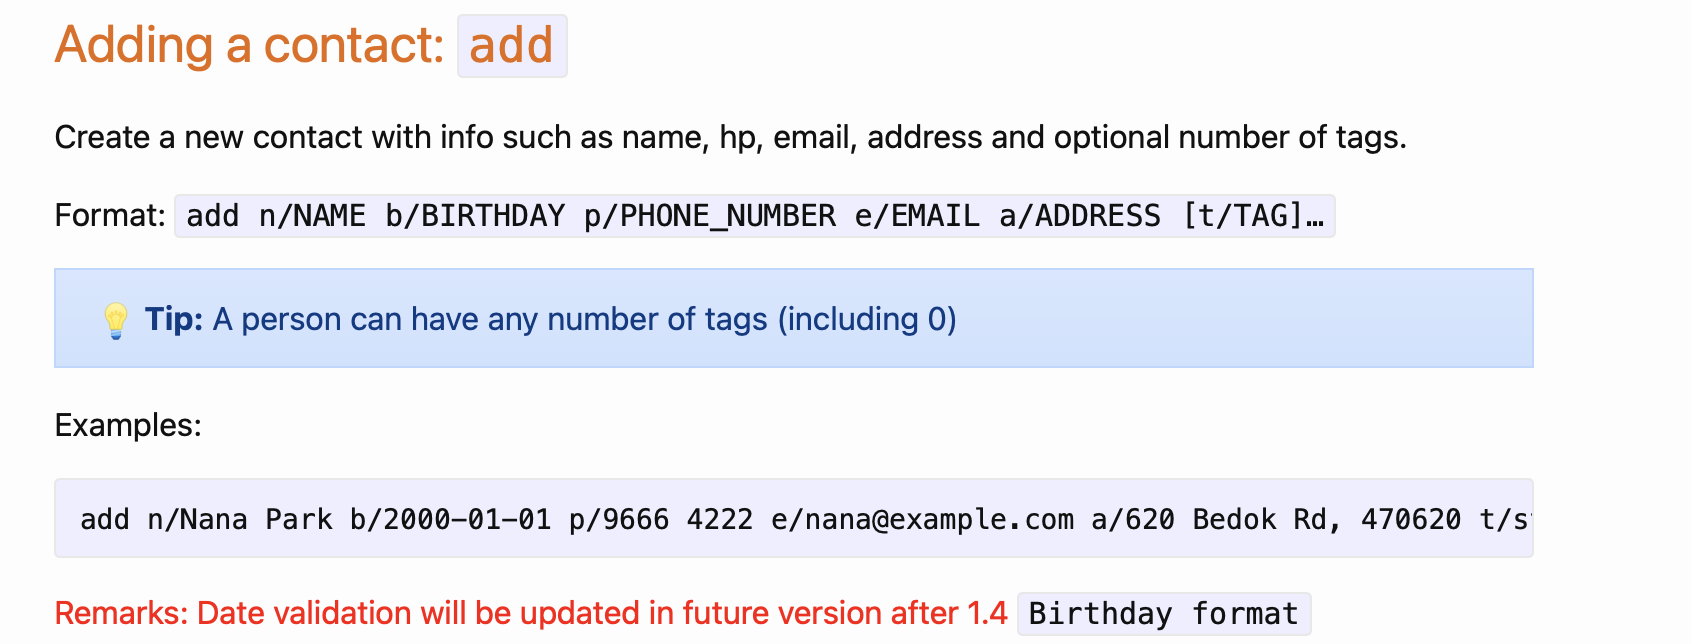 Adding a contact: add
Create a new contact with info such as name, hp, email, address and optional number of tags.
Format: add n/NAME b/BIRTHDAY p/PHONE_NUMBER e/EMAIL a/ADDRESS [t/TAG]…
Tip: A person can have any number of tags (including 0)
Examples:
add n/Nana Park b/2000-01-01 p/9666 4222 e/nana@example.com a/620 Bedok Rd, 470620
Remarks: Date validation will be updated in future version after 1.4 Birthday format